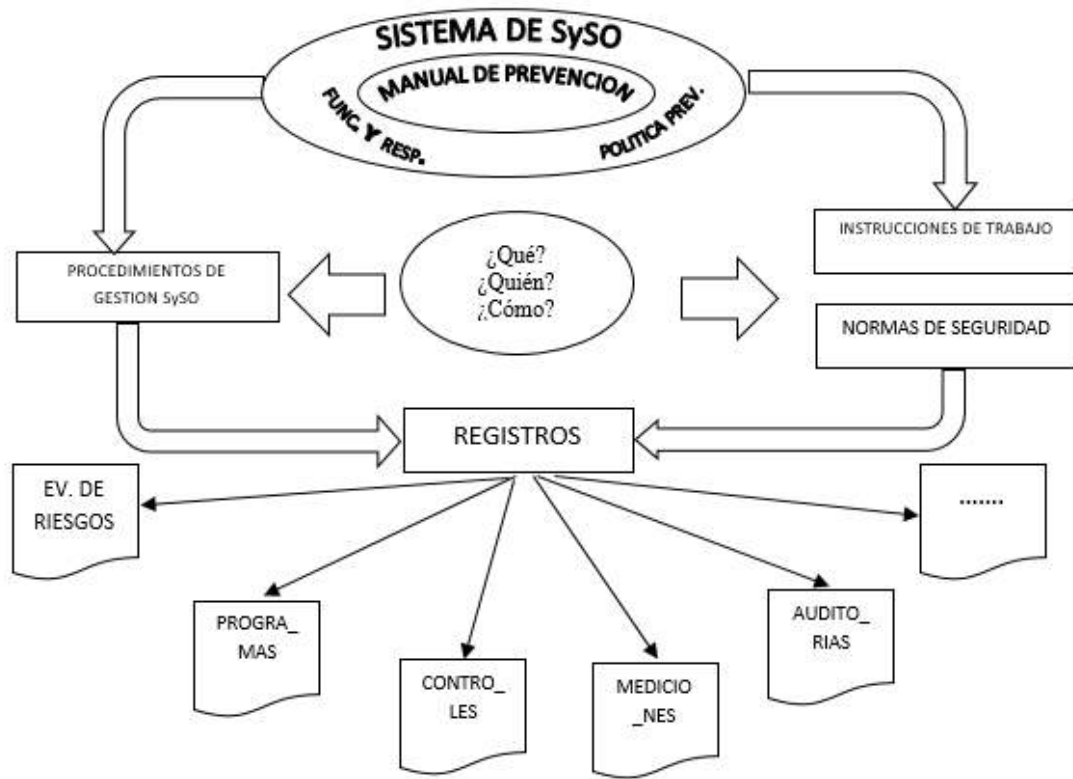 SISTEMA DE SySO
MANUAL DE PREVENCION
FUNC. Y RESP.
POLITICA PREV.
PROCEDIMIENTOS DE
GESTION SySO
¿Qué?
¿Quién?
¿Cómo?
INSTRUCCIONES DE TRABAJO
NORMAS DE SEGURIDAD
REGISTROS
EV. DE
RIESGOS
PROGRA_
MAS
CONTRO_
LES
MEDICIO
_NES
AUDITO_
RIAS
.......